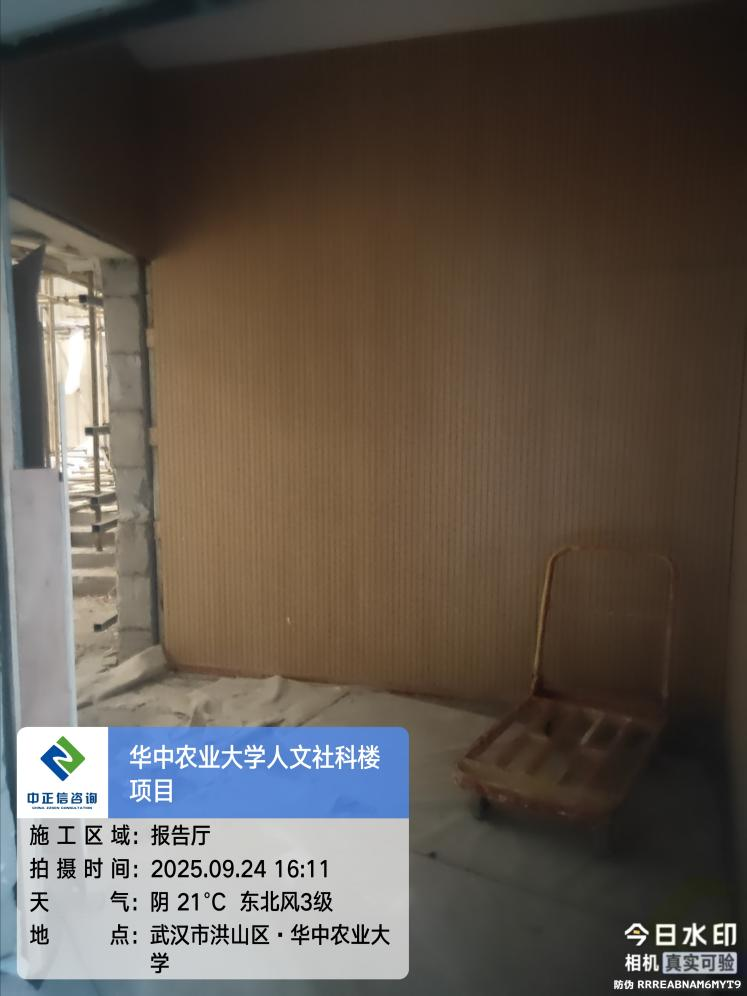 华中农业大学人文社科楼
项目
中正信咨询
施工区域：报告厅
拍摄时间：2025.09.24 16:11
天气：阴 21℃ 东北风3级
地点：武汉市洪山区·华中农业大
学
今日水印
相机 真实可验
防伪 RRREABNAM6MYT9